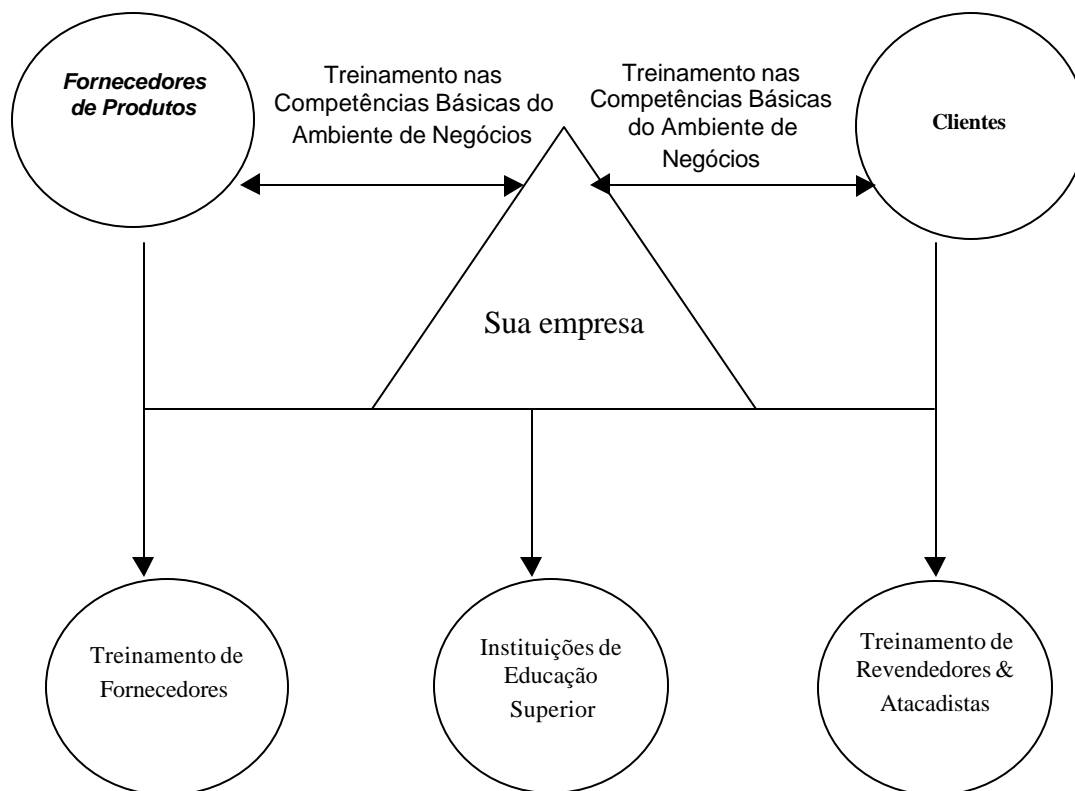 Fornecedores
de Produtos
Treinamento nas
Competências Básicas do
Ambiente de Negócios
Treinamento nas
Competências Básicas
do Ambiente de
Negócios
Clientes
Sua empresa
Treinamento de
Fornecedores
Instituições de
Educação
Superior
Treinamento de
Revendedores &
Atacadistas